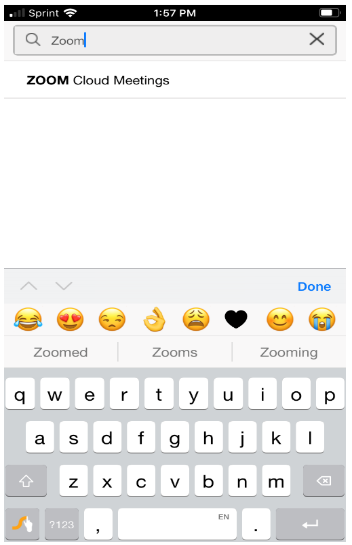 Sprint 1:57 PM
Zoom
ZOOM Cloud Meetings
Done
Zoomed Zooms Zooming
q w e r t y u i o p
a s d f g h j k l
z x c v b n m
?123 , EN .